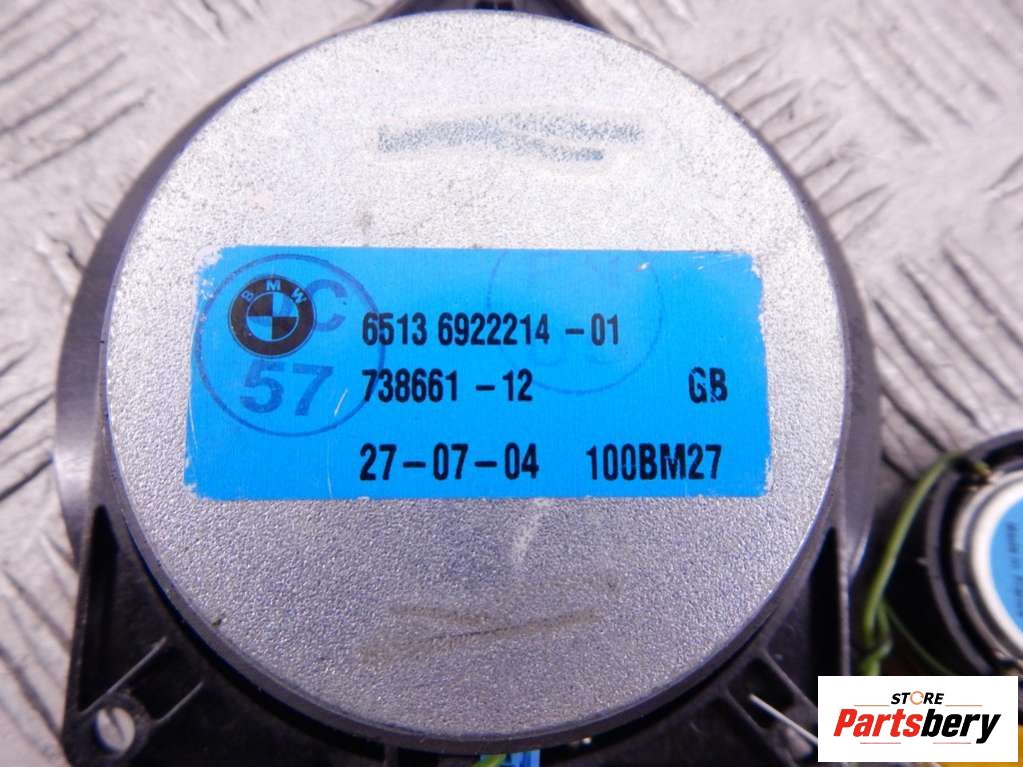 BMW
C
57
6513 6922214 - 01
738661 - 12 GB
27 - 07 - 04 100BM27
STORE
Partsbery